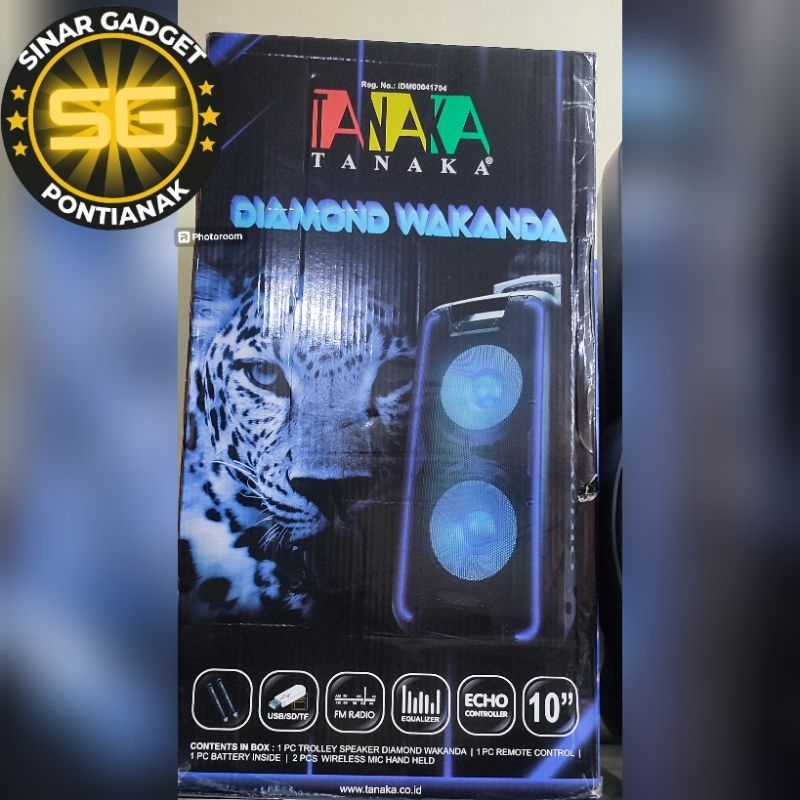 SINAR GADGET
SG
PONTIANAK
Photoroom
Reg. No.: IDM00041704
TANAKA
TANAKA®
DIAMOND WAKANDA
USB/SD/TF
FM RADIO
EQUALIZER
ECHO
CONTROLLER
10”
CONTENTS IN BOX : 1 PC TROLLEY SPEAKER DIAMOND WAKANDA | 1 PC REMOTE CONTROL |
1 PC BATTERY INSIDE | 2 PCS WIRELESS MIC HAND HELD
www.tanaka.co.id